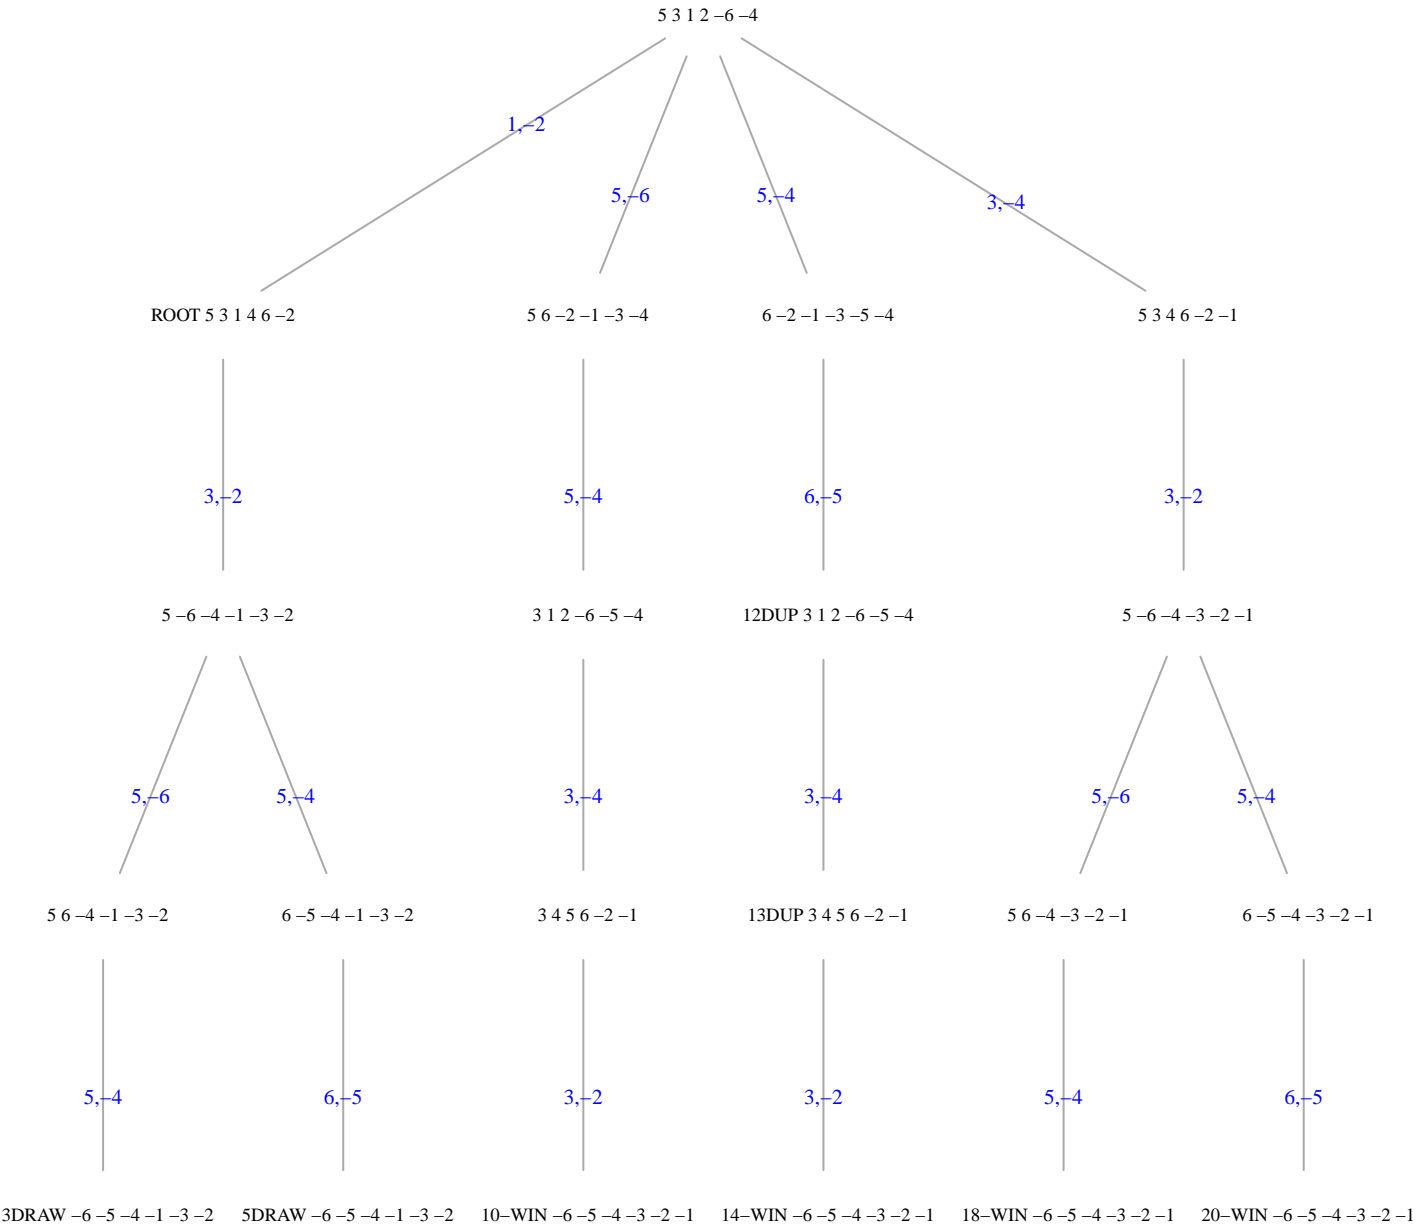 5 3 1 2 –6 –4
1,–2
5,–6
5,–4
3,–4
ROOT 5 3 1 4 6 –2
5 6 –2 –1 –3 –4
6 –2 –1 –3 –5 –4
5 3 4 6 –2 –1
3,–2
5,–4
6,–5
3,–2
5 –6 –4 –1 –3 –2
3 1 2 –6 –5 –4
12DUP 3 1 2 –6 –5 –4
5 –6 –4 –3 –2 –1
5,–6
5,–4
3,–4
3,–4
5,–6
5,–4
5 6 –4 –1 –3 –2
6 –5 –4 –1 –3 –2
3 4 5 6 –2 –1
13DUP 3 4 5 6 –2 –1
5 6 –4 –3 –2 –1
6 –5 –4 –3 –2 –1
5,–4
6,–5
3,–2
3,–2
5,–4
6,–5
3DRAW –6 –5 –4 –1 –3 –2
5DRAW –6 –5 –4 –1 –3 –2
10–WIN –6 –5 –4 –3 –2 –1
14–WIN –6 –5 –4 –3 –2 –1
18–WIN –6 –5 –4 –3 –2 –1
20–WIN –6 –5 –4 –3 –2 –1